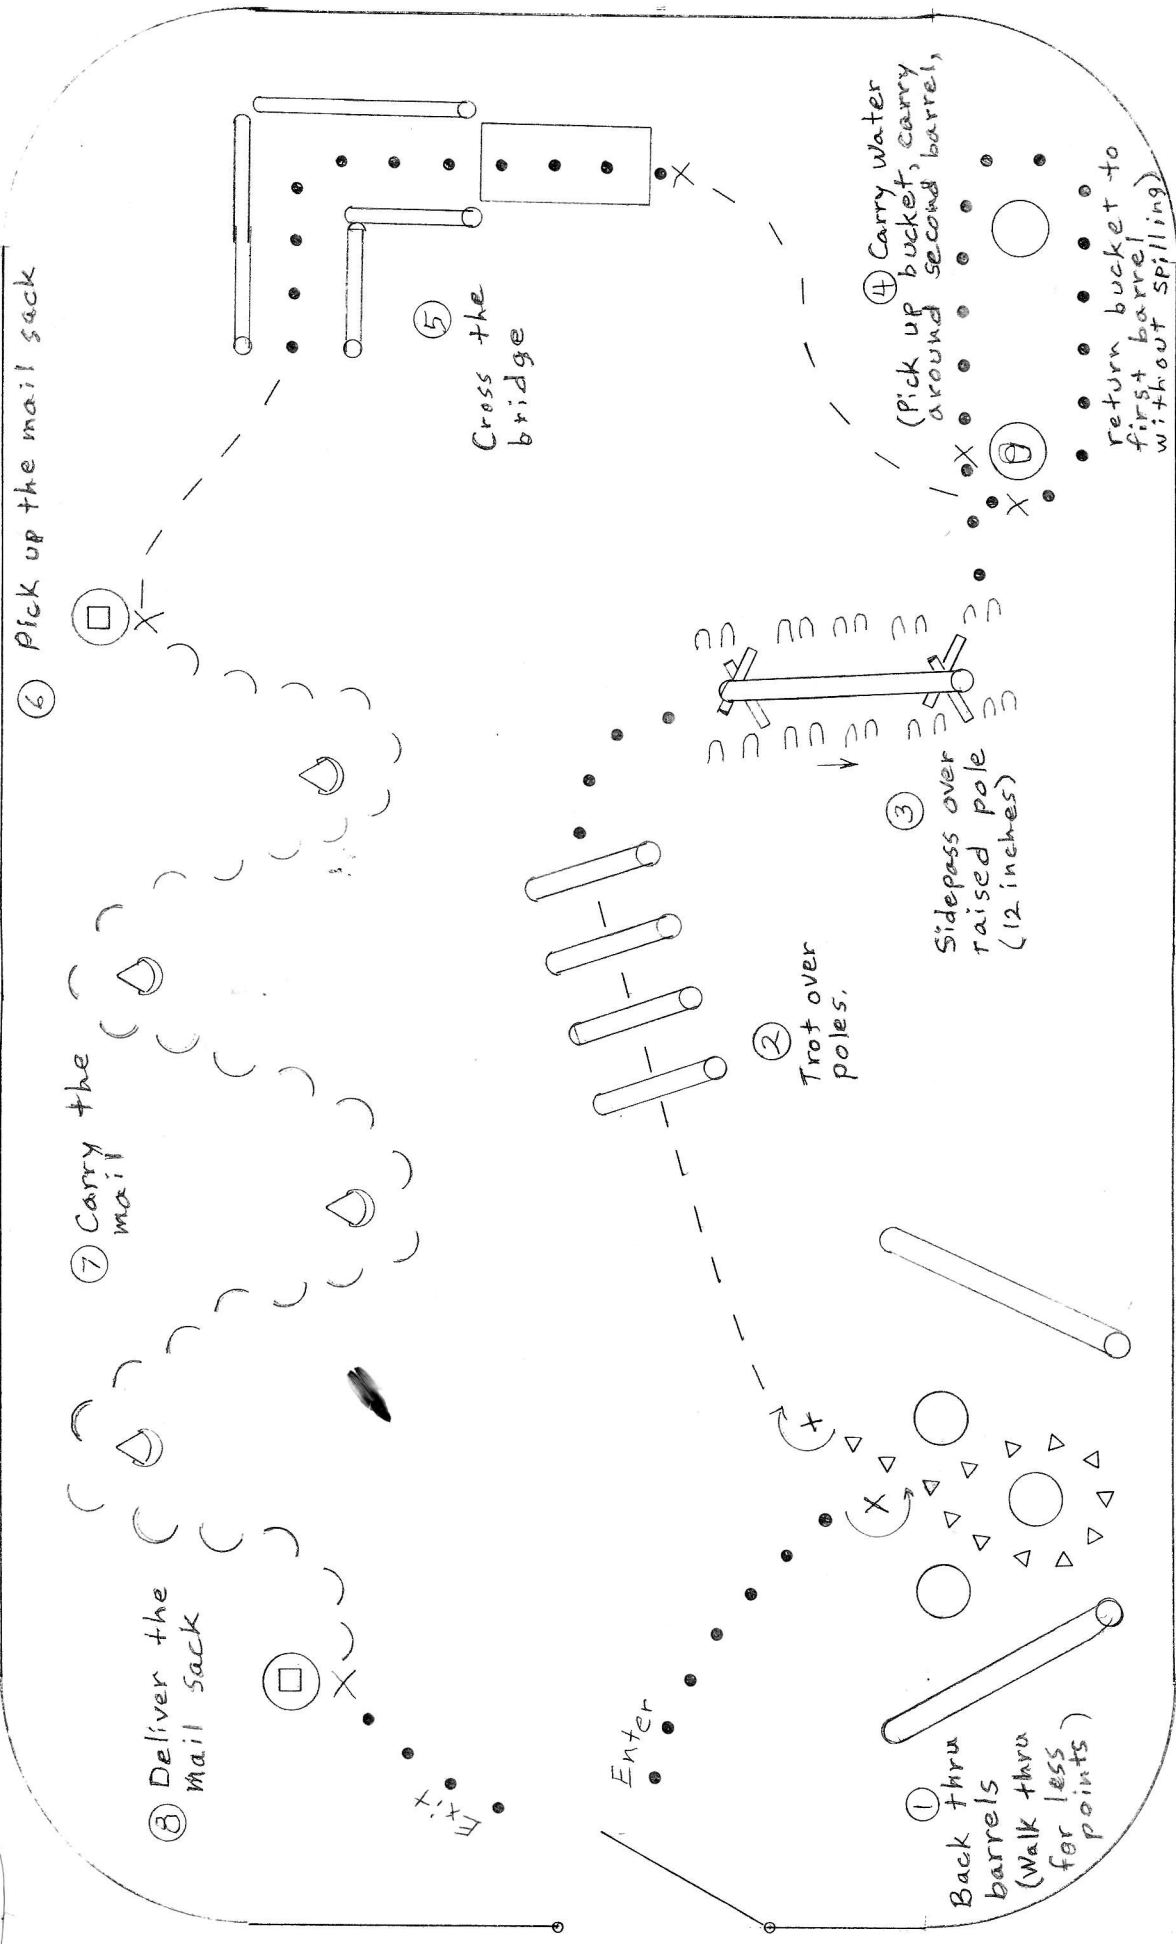 Enter
①
Back thru
barrels
(Walk thru
for less
points)
②
Trot over
poles.
③
Sidepass over
raised pole
(12 inches)
④ Carry Water
(Pick up bucket, carry
around second barrel,
return bucket to
first barrel
without spilling)
⑤
Cross the
bridge
⑥ Pick up the mail sack
⑦ Carry the
mail
⑧ Deliver the
mail sack
Exit